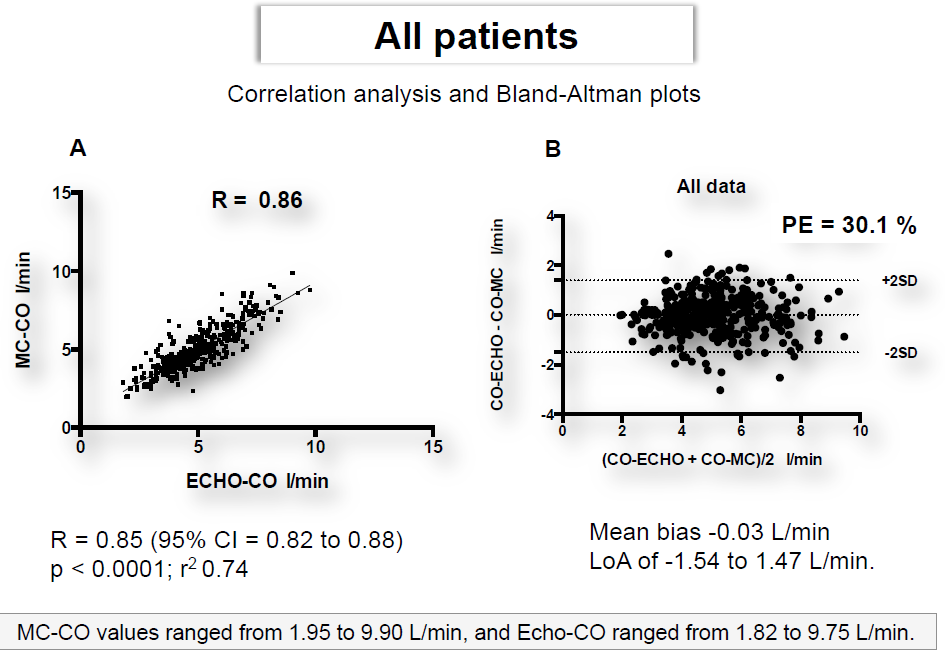 All patients
Correlation analysis and Bland-Altman plots
A
R = 0.86
15
10
5
0
0
5
10
15
MC-CO l/min
ECHO-CO l/min
R = 0.85 (95% CI = 0.82 to 0.88)
p < 0.0001; r² 0.74
B
All data
PE = 30.1 %
4
2
0
-2
-4
+2SD
-2SD
0
2
4
6
8
10
CO-ECHO - CO-MC l/min
(CO-ECHO + CO-MC)/2 l/min
Mean bias -0.03 L/min
LoA of -1.54 to 1.47 L/min.
MC-CO values ranged from 1.95 to 9.90 L/min, and Echo-CO ranged from 1.82 to 9.75 L/min.